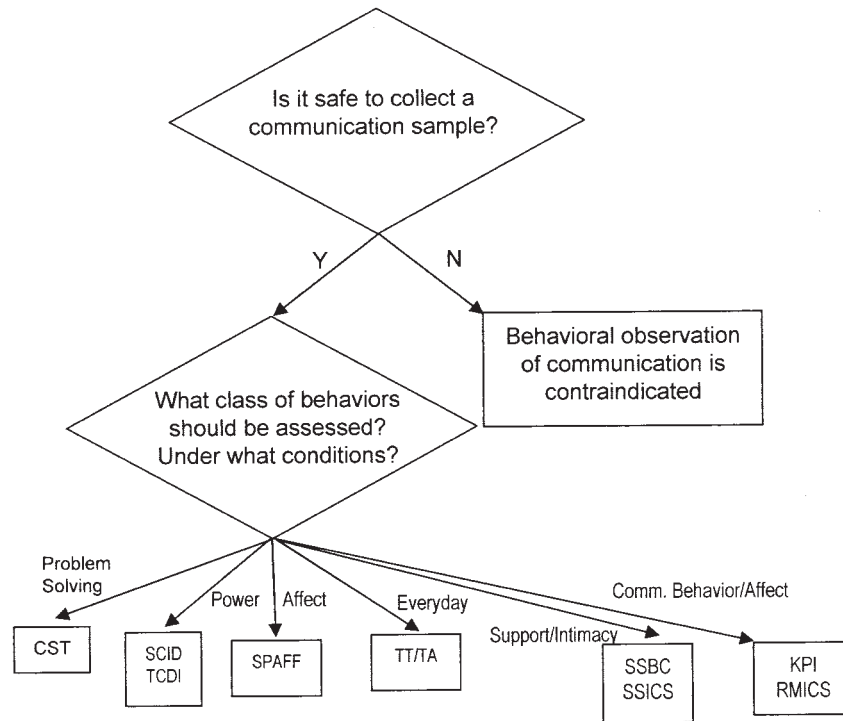 Is it safe to collect a
communication sample?
Y
N
Behavioral observation
of communication is
contraindicated
What class of behaviors
should be assessed?
Under what conditions?
Problem
Solving
Power
Affect
Everyday
Support/Intimacy
Comm. Behavior/Affect
CST
SCID
TCDI
SPAFF
TT/TA
SSBC
SSICS
KPI
RMICS